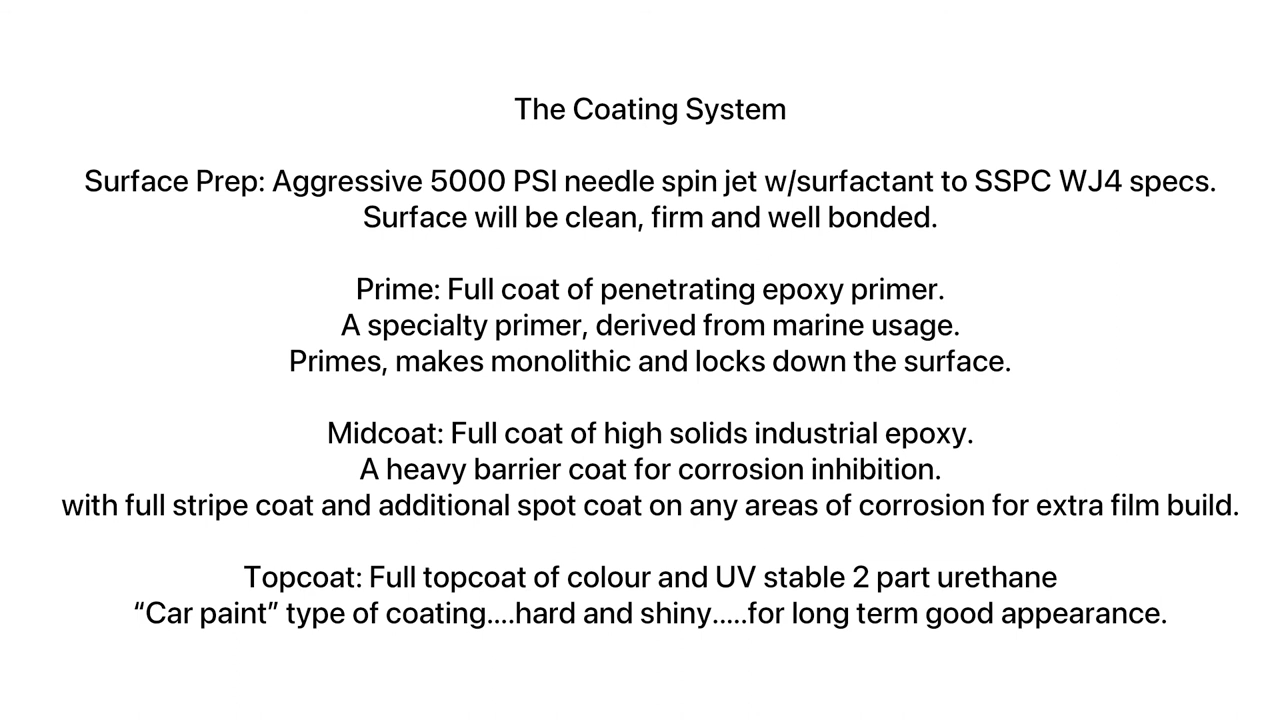 The Coating System
Surface Prep: Aggressive 5000 PSI needle spin jet w/surfactant to SSPC WJ4 specs.
Surface will be clean, firm and well bonded.
Prime: Full coat of penetrating epoxy primer.
A specialty primer, derived from marine usage.
Primes, makes monolithic and locks down the surface.
Midcoat: Full coat of high solids industrial epoxy.
A heavy barrier coat for corrosion inhibition.
with full stripe coat and additional spot coat on any areas of corrosion for extra film build.
Topcoat: Full topcoat of colour and UV stable 2 part urethane
“Car paint” type of coating....hard and shiny.....for long term good appearance.